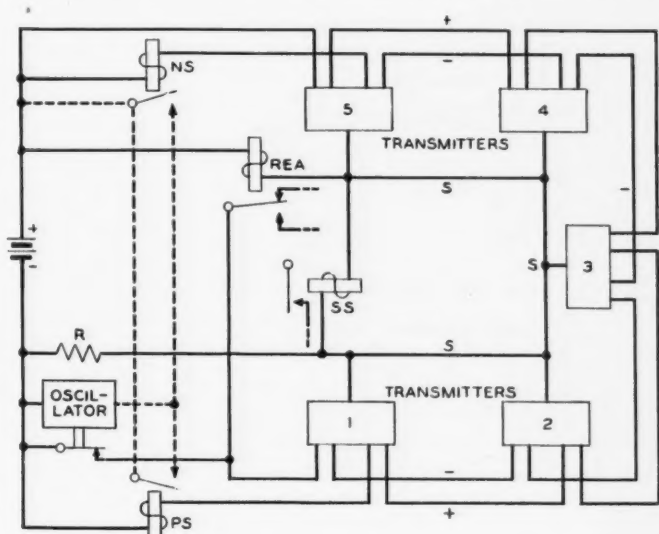 +
NS
−
5
4
TRANSMITTERS
REA
−
S
+
−
S
3
SS
R
S
OSCIL-
LATOR
TRANSMITTERS
1
2
−
PS
+